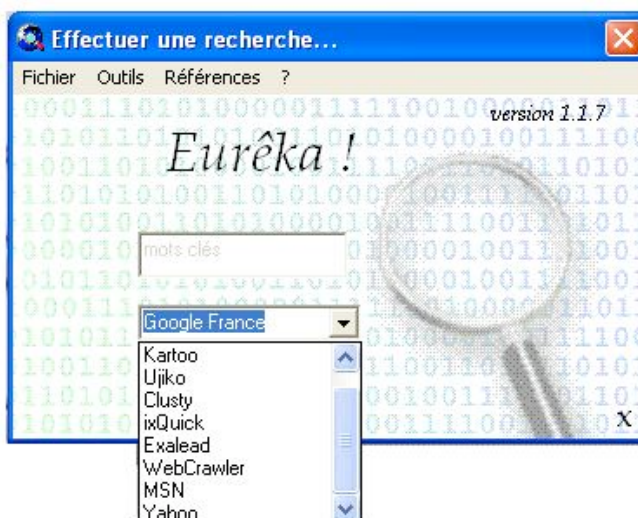 Effectuer une recherche...
Fichier Outils Références ?
version 1.1.7
Eurêka !
mots clés
Google France
Kartoo
Ujiko
Clusty
ixQuick
Exalead
WebCrawler
MSN
Yahoo
x